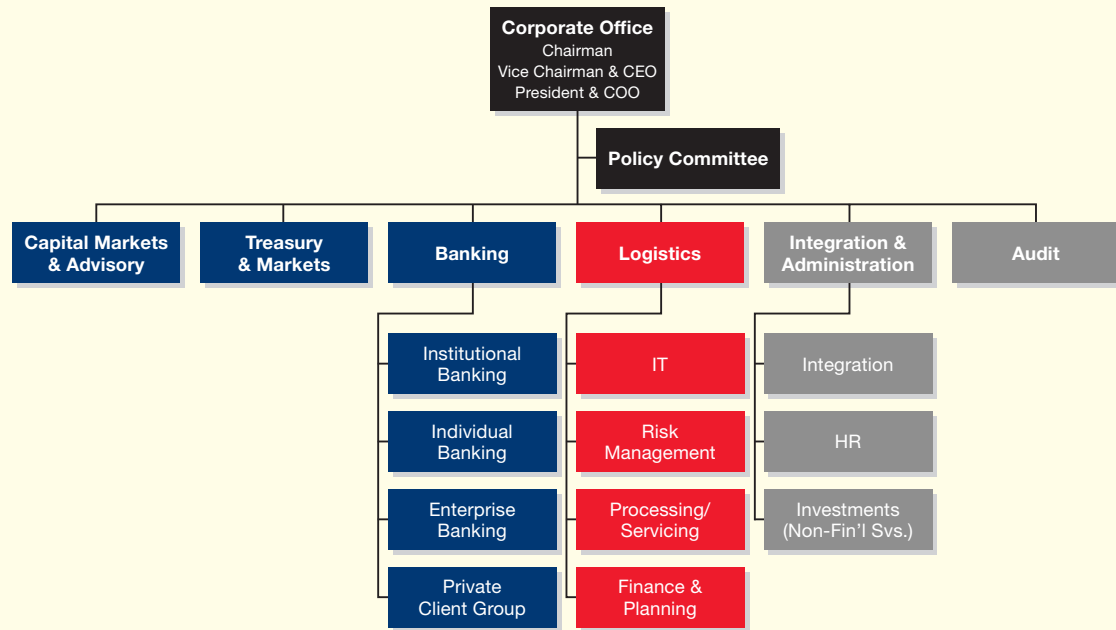 Corporate Office
Chairman
Vice Chairman & CEO
President & COO
Policy Committee
Capital Markets
& Advisory
Treasury
& Markets
Banking
Logistics
Integration &
Administration
Audit
Institutional
Banking
Individual
Banking
Enterprise
Banking
Private
Client Group
IT
Risk
Management
Processing/
Servicing
Finance &
Planning
Integration
HR
Investments
(Non-Fin'l Svs.)